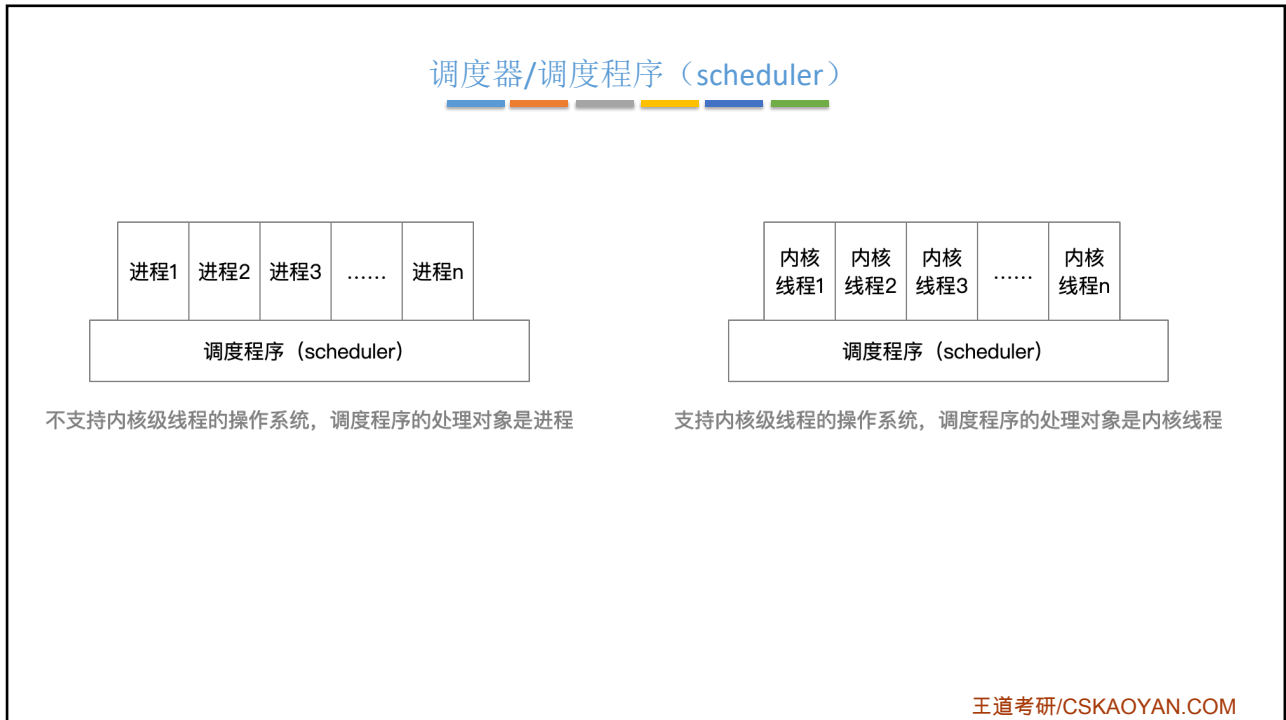 调度器/调度程序（scheduler）
进程1
进程2
进程3
……
进程n
调度程序（scheduler）
不支持内核级线程的操作系统，调度程序的处理对象是进程
内核
线程1
内核
线程2
内核
线程3
……
内核
线程n
调度程序（scheduler）
支持内核级线程的操作系统，调度程序的处理对象是内核线程
王道考研/CSKAOYAN.COM